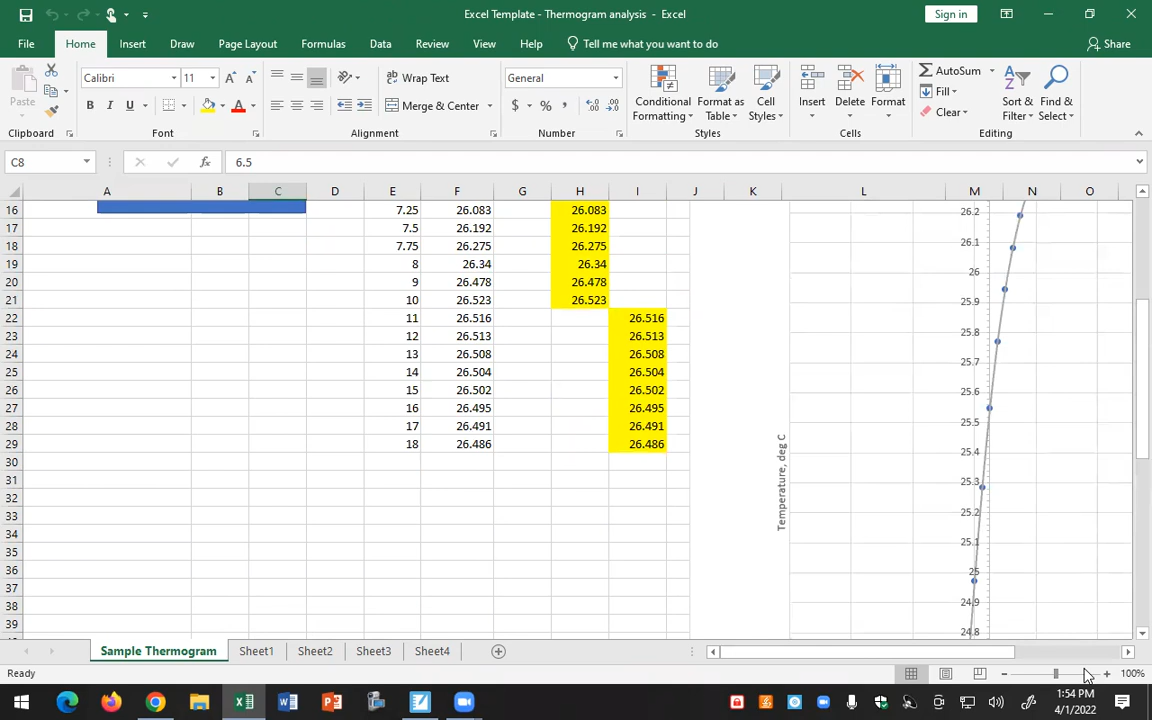 Excel Template - Thermogram analysis - Excel
Sign in
File Home Insert Draw Page Layout Formulas Data Review View Help Tell me what you want to do Share
Paste
Calibri 11
Wrap Text
General
Conditional Formatting
Format as Table
Cell Styles
Insert
Delete
Format
AutoSum
Fill
Clear
Sort & Filter
Find & Select
B I U
Merge & Center
$ % ,
Clipboard Font Alignment Number Styles Cells Editing
C8 fx 6.5
A B C D E F G H I J K L M N O
16 7.25 26.083 26.083
17 7.5 26.192 26.192
18 7.75 26.275 26.275
19 8 26.34 26.34
20 9 26.478 26.478
21 10 26.523 26.523
22 11 26.516 26.516
23 12 26.513 26.513
24 13 26.508 26.508
25 14 26.504 26.504
26 15 26.502 26.502
27 16 26.495 26.495
28 17 26.491 26.491
29 18 26.486 26.486
30
31
32
33
34
35
36
37
38
39
26.2
26.1
26
25.9
25.8
25.7
25.6
25.5
25.4
25.3
25.2
25.1
25
24.9
24.8
Temperature, deg C
Sample Thermogram Sheet1 Sheet2 Sheet3 Sheet4
Ready
100%
1:54 PM
4/1/2022